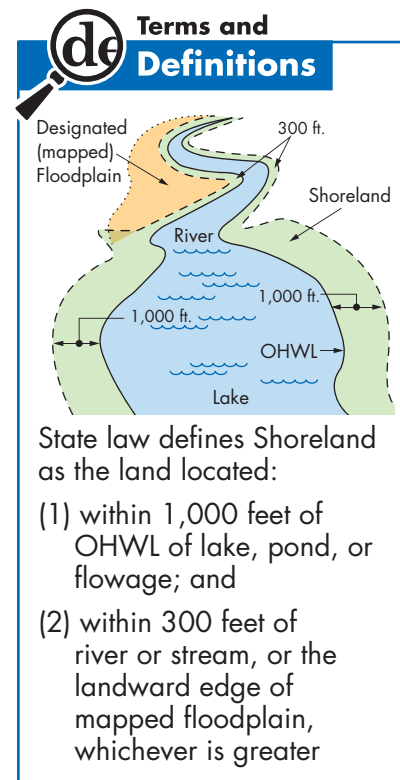 de
Terms and
Definitions
Designated
(mapped)
Floodplain
300 ft.
Shoreland
River
1,000 ft.
1,000 ft.
OHWL
Lake
State law defines Shoreland
as the land located:
(1) within 1,000 feet of
OHWL of lake, pond, or
flowage; and
(2) within 300 feet of
river or stream, or the
landward edge of
mapped floodplain,
whichever is greater